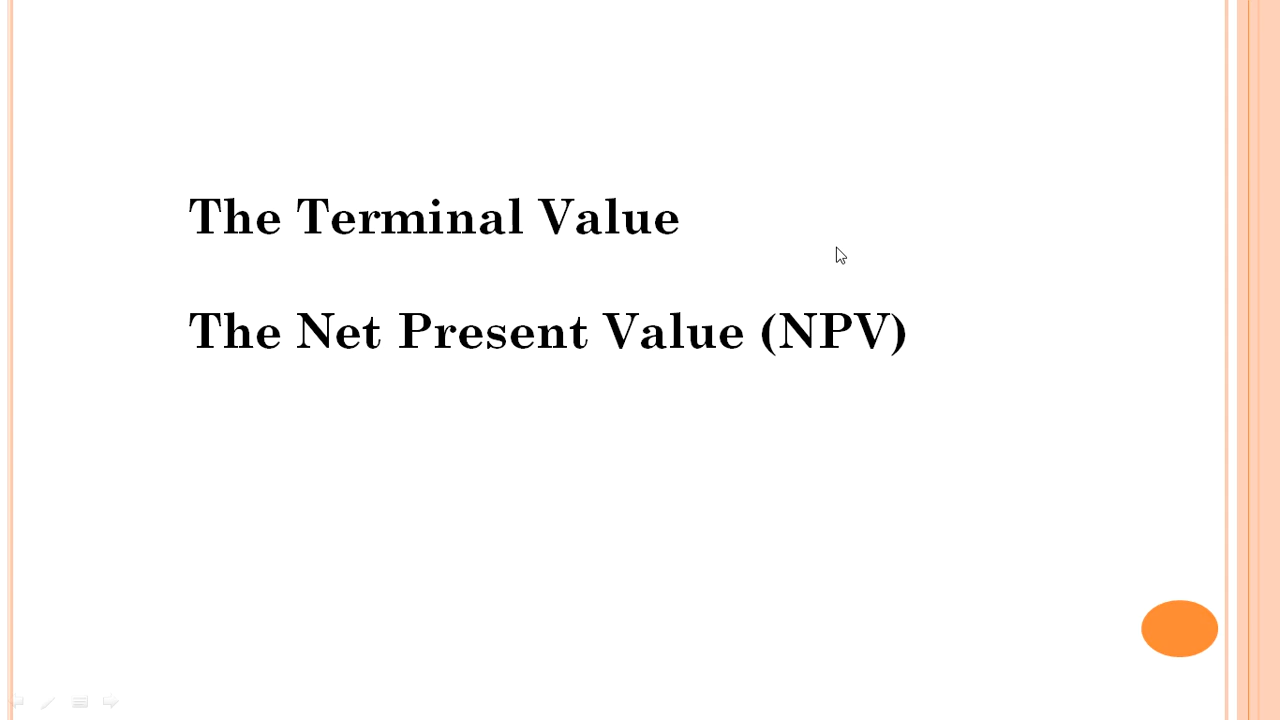 The Terminal Value
The Net Present Value (NPV)